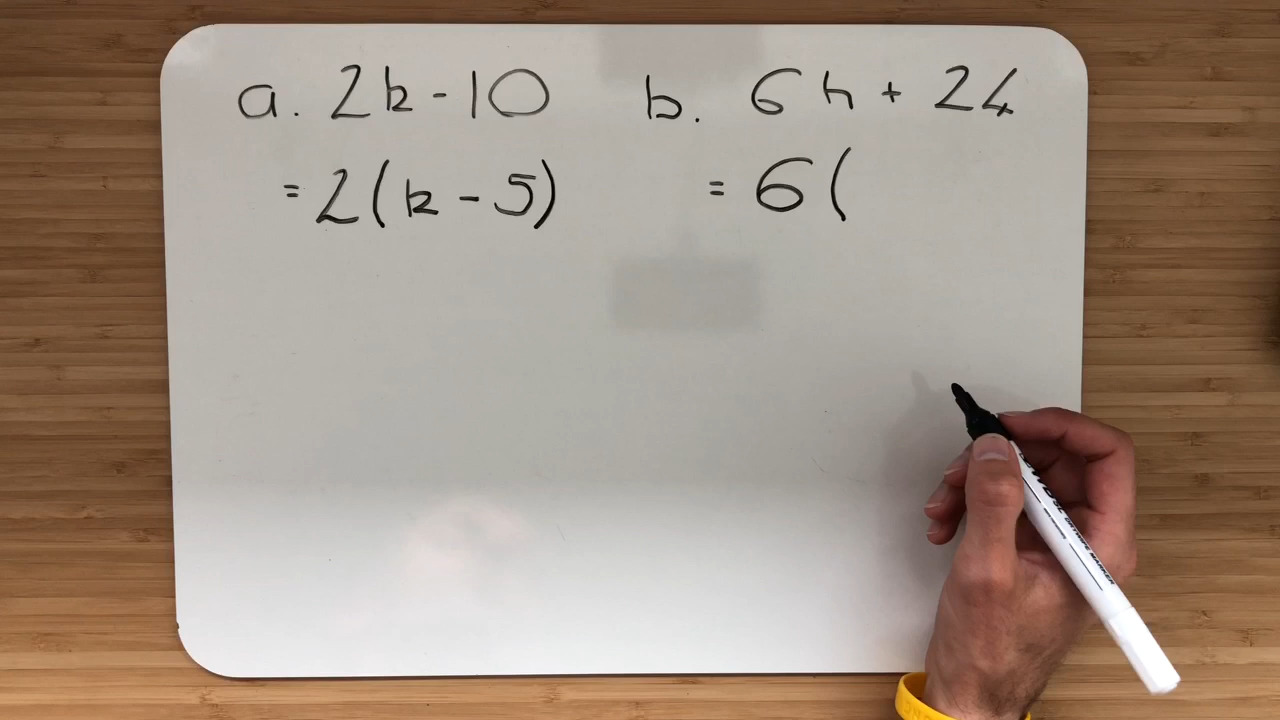 a. 2k - 10
= 2(k - 5)
b. 6h + 24
= 6(